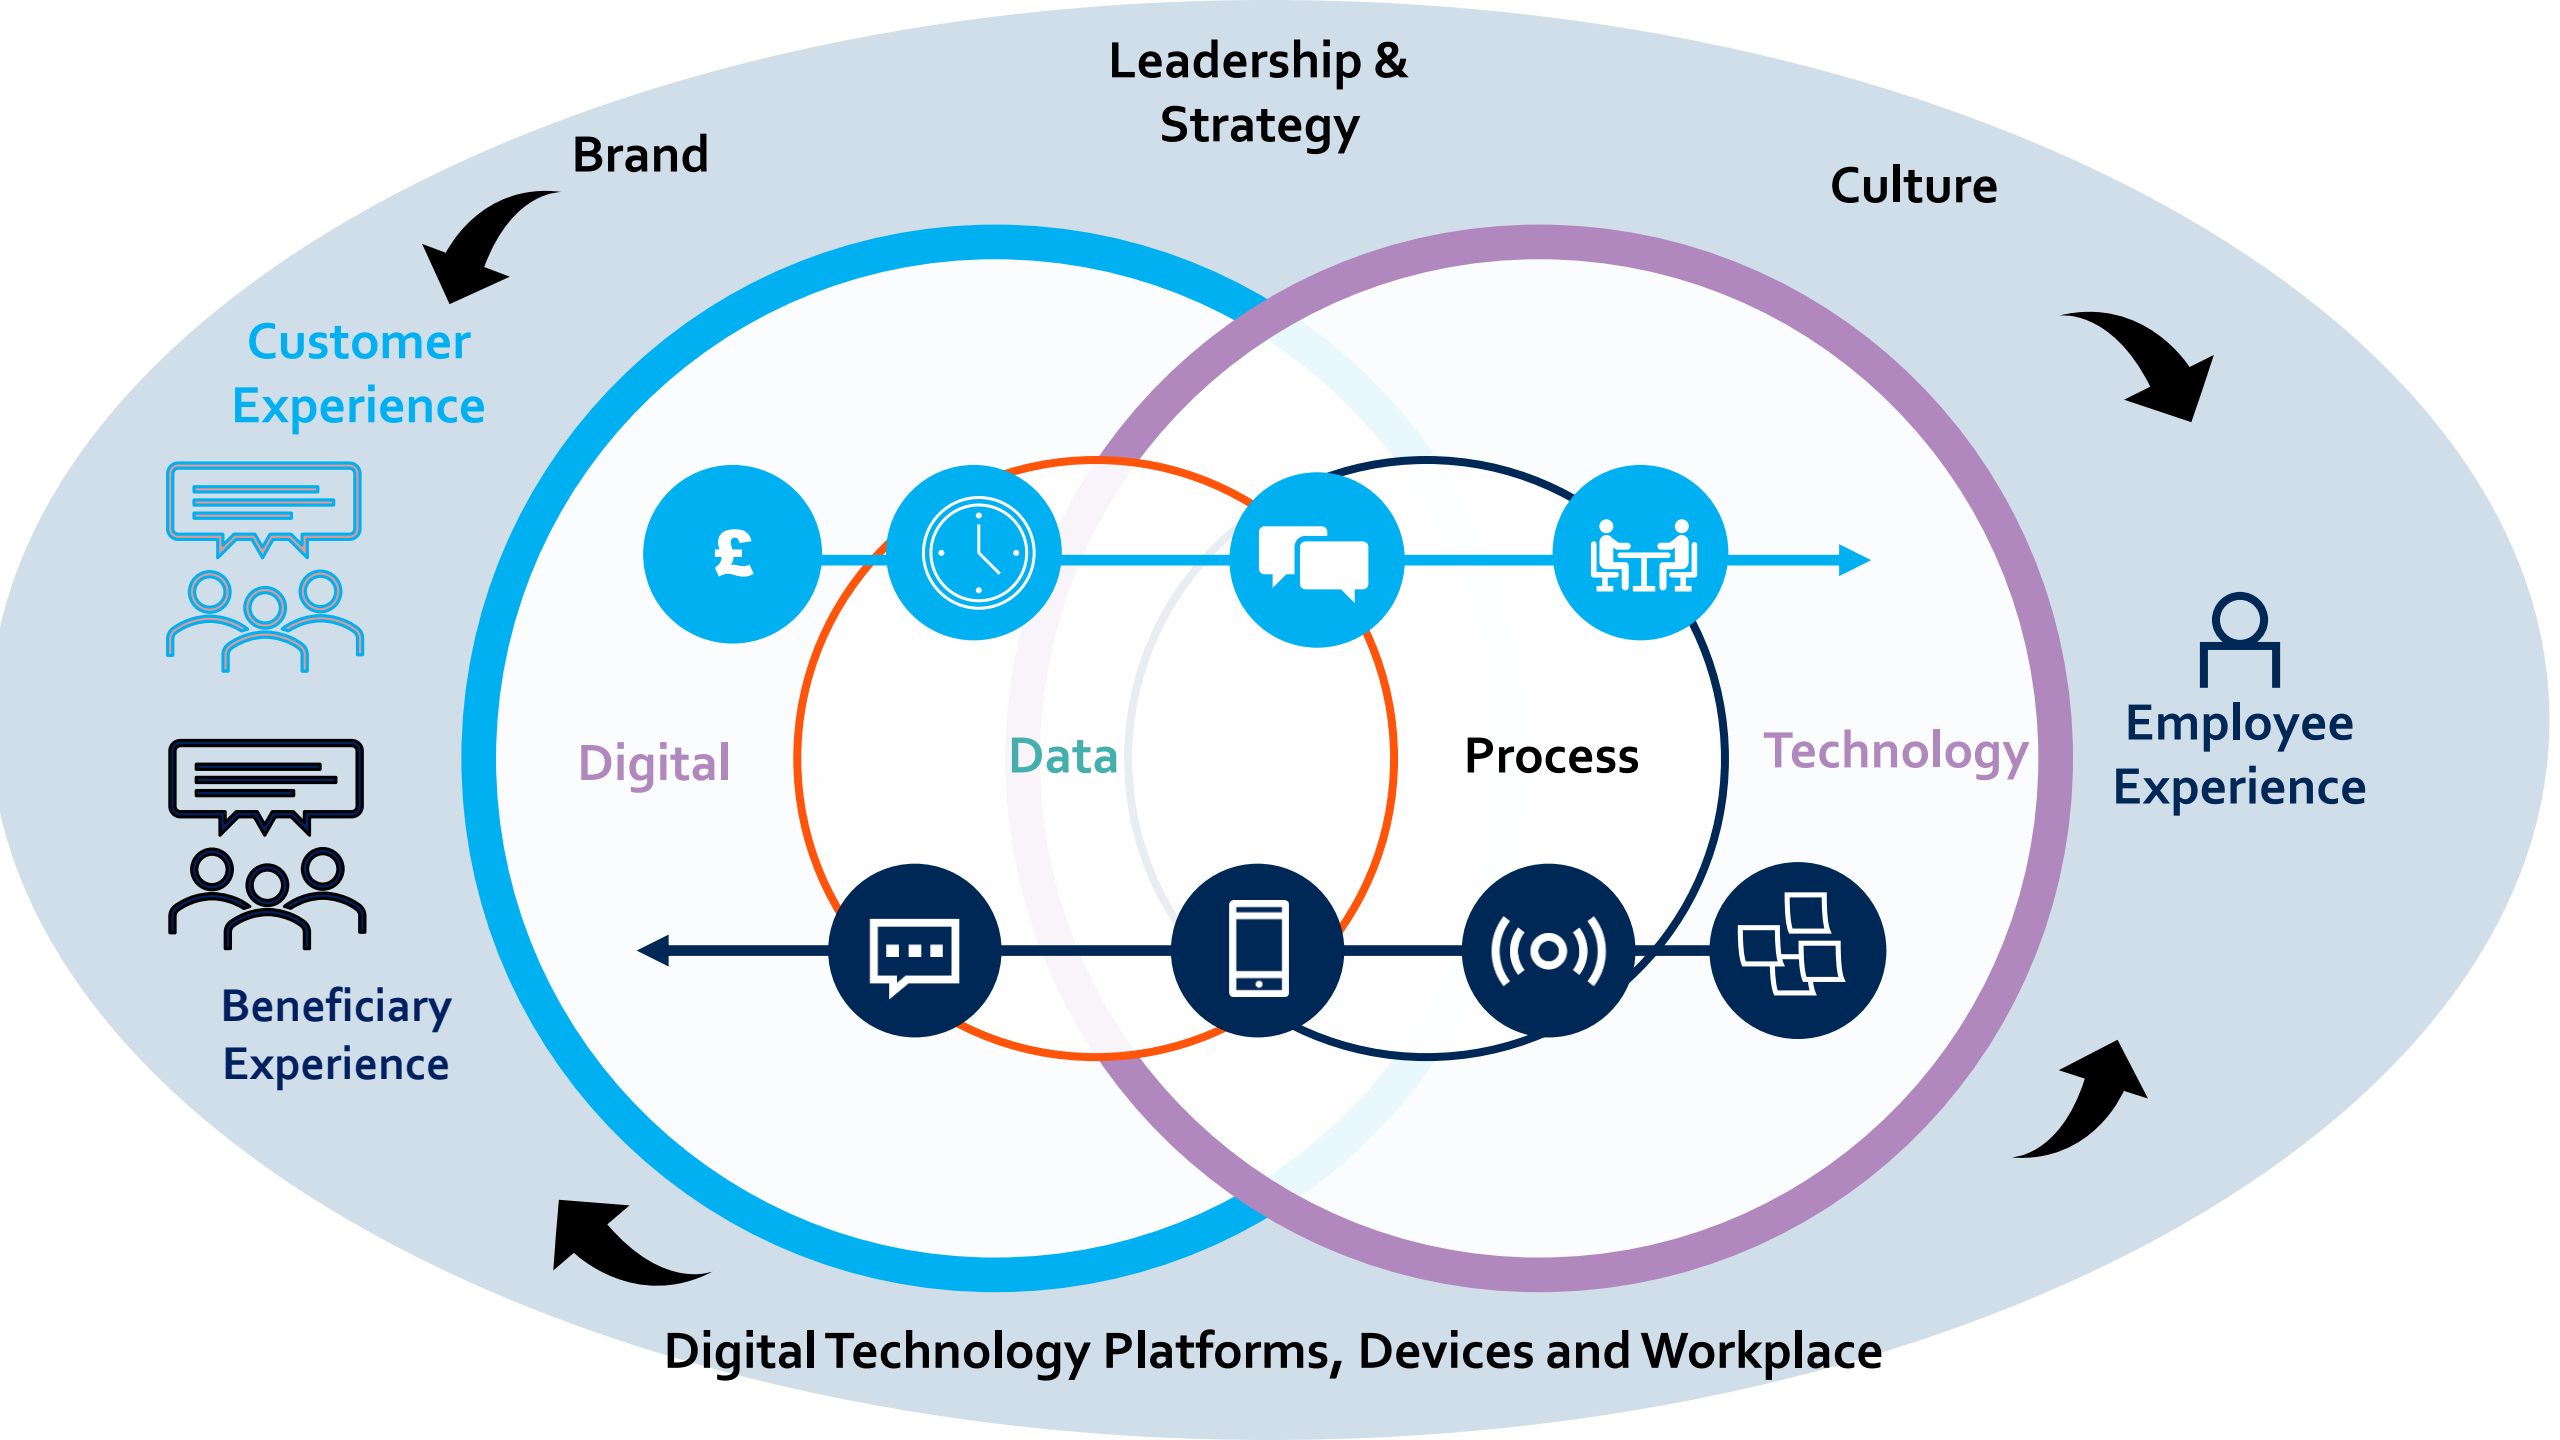 Leadership &
Strategy
Brand
Culture
Customer
Experience
£
Digital
Data
Process
Technology
Employee
Experience
Beneficiary
Experience
Digital Technology Platforms, Devices and Workplace